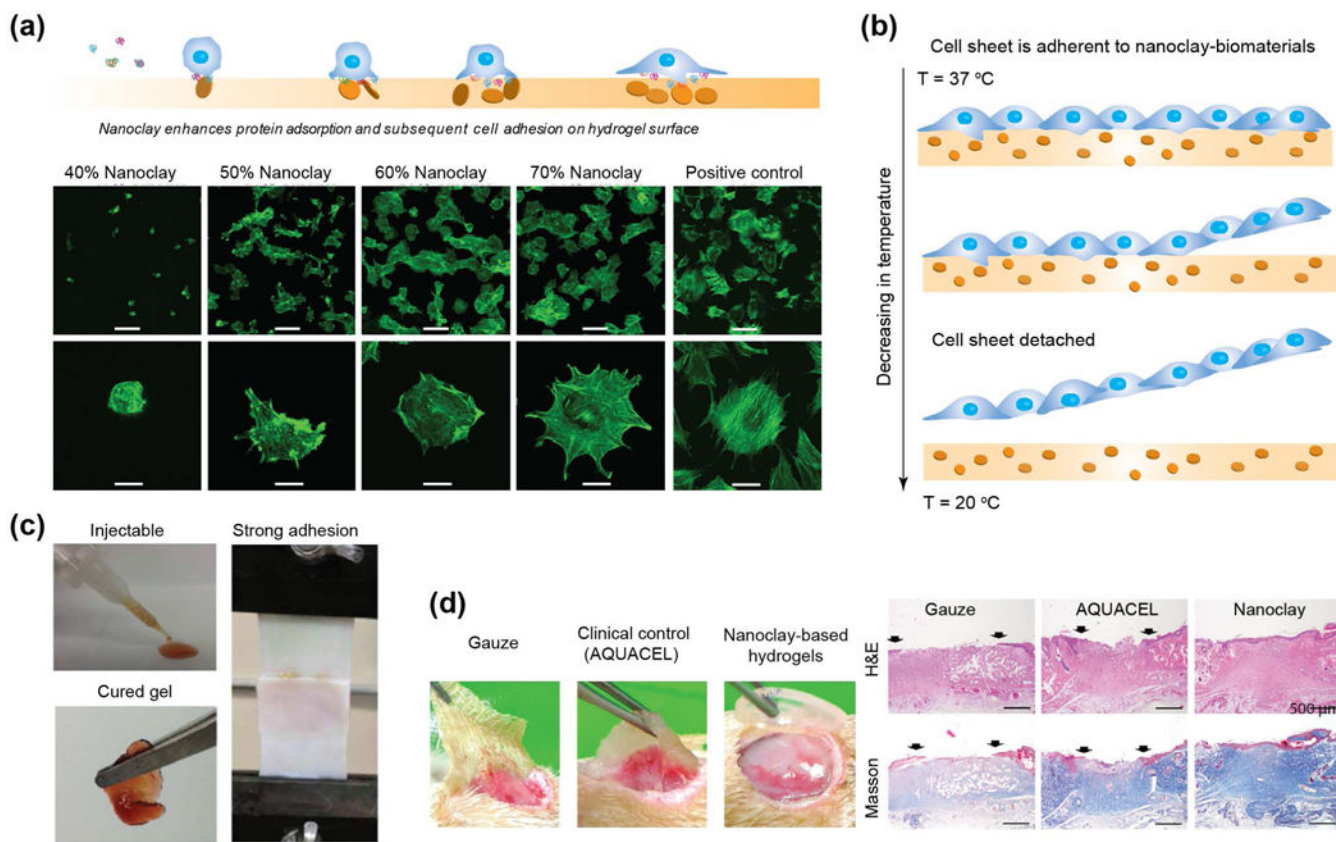 (a)
Nanoclay enhances protein adsorption and subsequent cell adhesion on hydrogel surface
40% Nanoclay
50% Nanoclay
60% Nanoclay
70% Nanoclay
Positive control
(b)
Cell sheet is adherent to nanoclay-biomaterials
T = 37 °C
Decreasing in temperature
Cell sheet detached
T = 20 °C
(c)
Injectable
Strong adhesion
Cured gel
(d)
Gauze
Clinical control
(AQUACEL)
Nanoclay-based
hydrogels
Gauze
AQUACEL
Nanoclay
H&E
500 µm
Masson